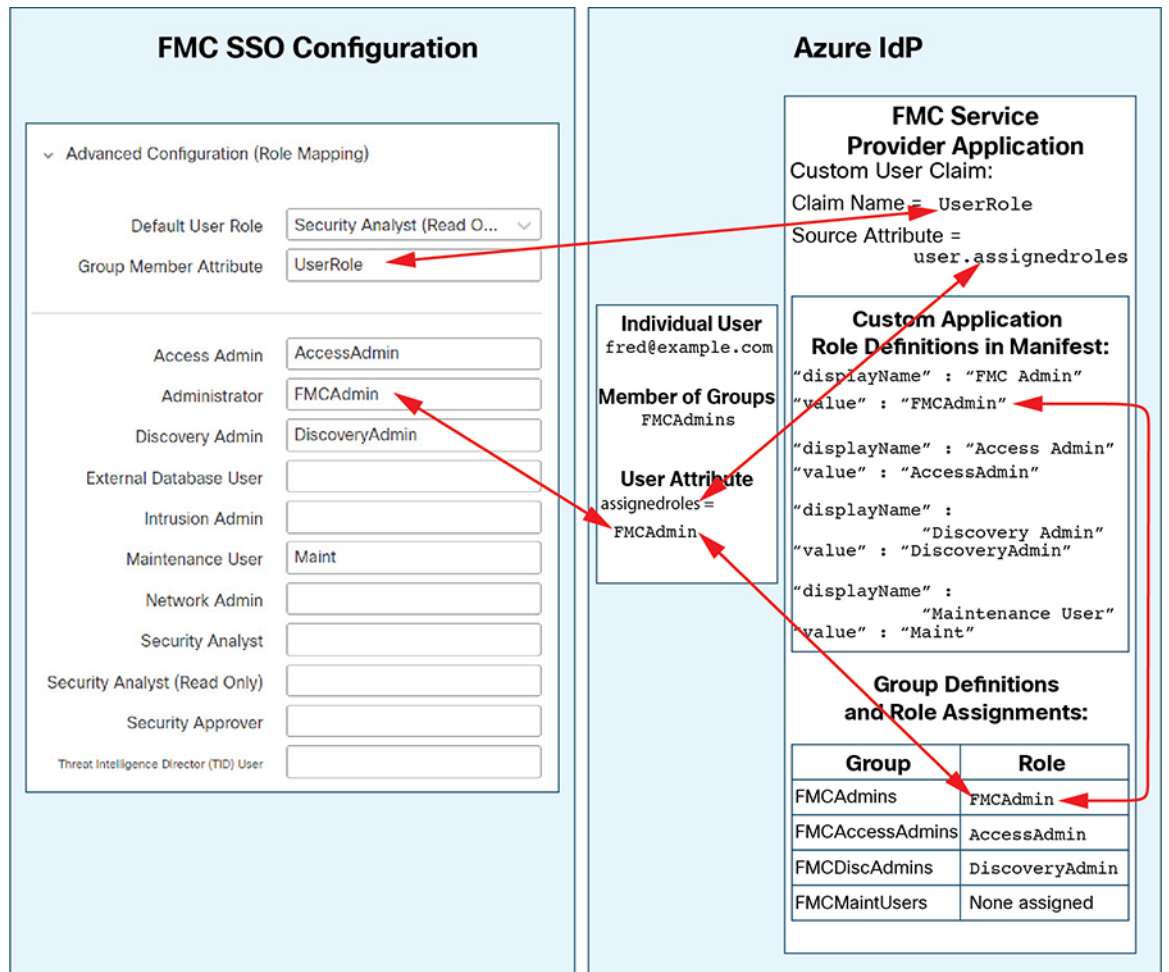 FMC SSO Configuration
Advanced Configuration (Role Mapping)
Default User Role
Security Analyst (Read O...
Group Member Attribute
UserRole
Access Admin
AccessAdmin
Administrator
FMCAdmin
Discovery Admin
DiscoveryAdmin
External Database User
Intrusion Admin
Maintenance User
Maint
Network Admin
Security Analyst
Security Analyst (Read Only)
Security Approver
Threat Intelligence Director (TID) User
Azure IdP
Individual User
fred@example.com
Member of Groups
FMCAdmins
User Attribute
assignedroles =
FMCAdmin
FMC Service
Provider Application
Custom User Claim:
Claim Name = UserRole
Source Attribute =
user.assignedroles
Custom Application
Role Definitions in Manifest:
“displayName” : “FMC Admin”
“value” : “FMCAdmin”
“displayName” : “Access Admin”
“value” : “AccessAdmin”
“displayName” :
“Discovery Admin”
“value” : “DiscoveryAdmin”
“displayName” :
“Maintenance User”
“value” : “Maint”
Group Definitions
and Role Assignments:
Group Role
FMCAdmins FMCAdmin
FMCAccessAdmins AccessAdmin
FMCDiscAdmins DiscoveryAdmin
FMCMaintUsers None assigned